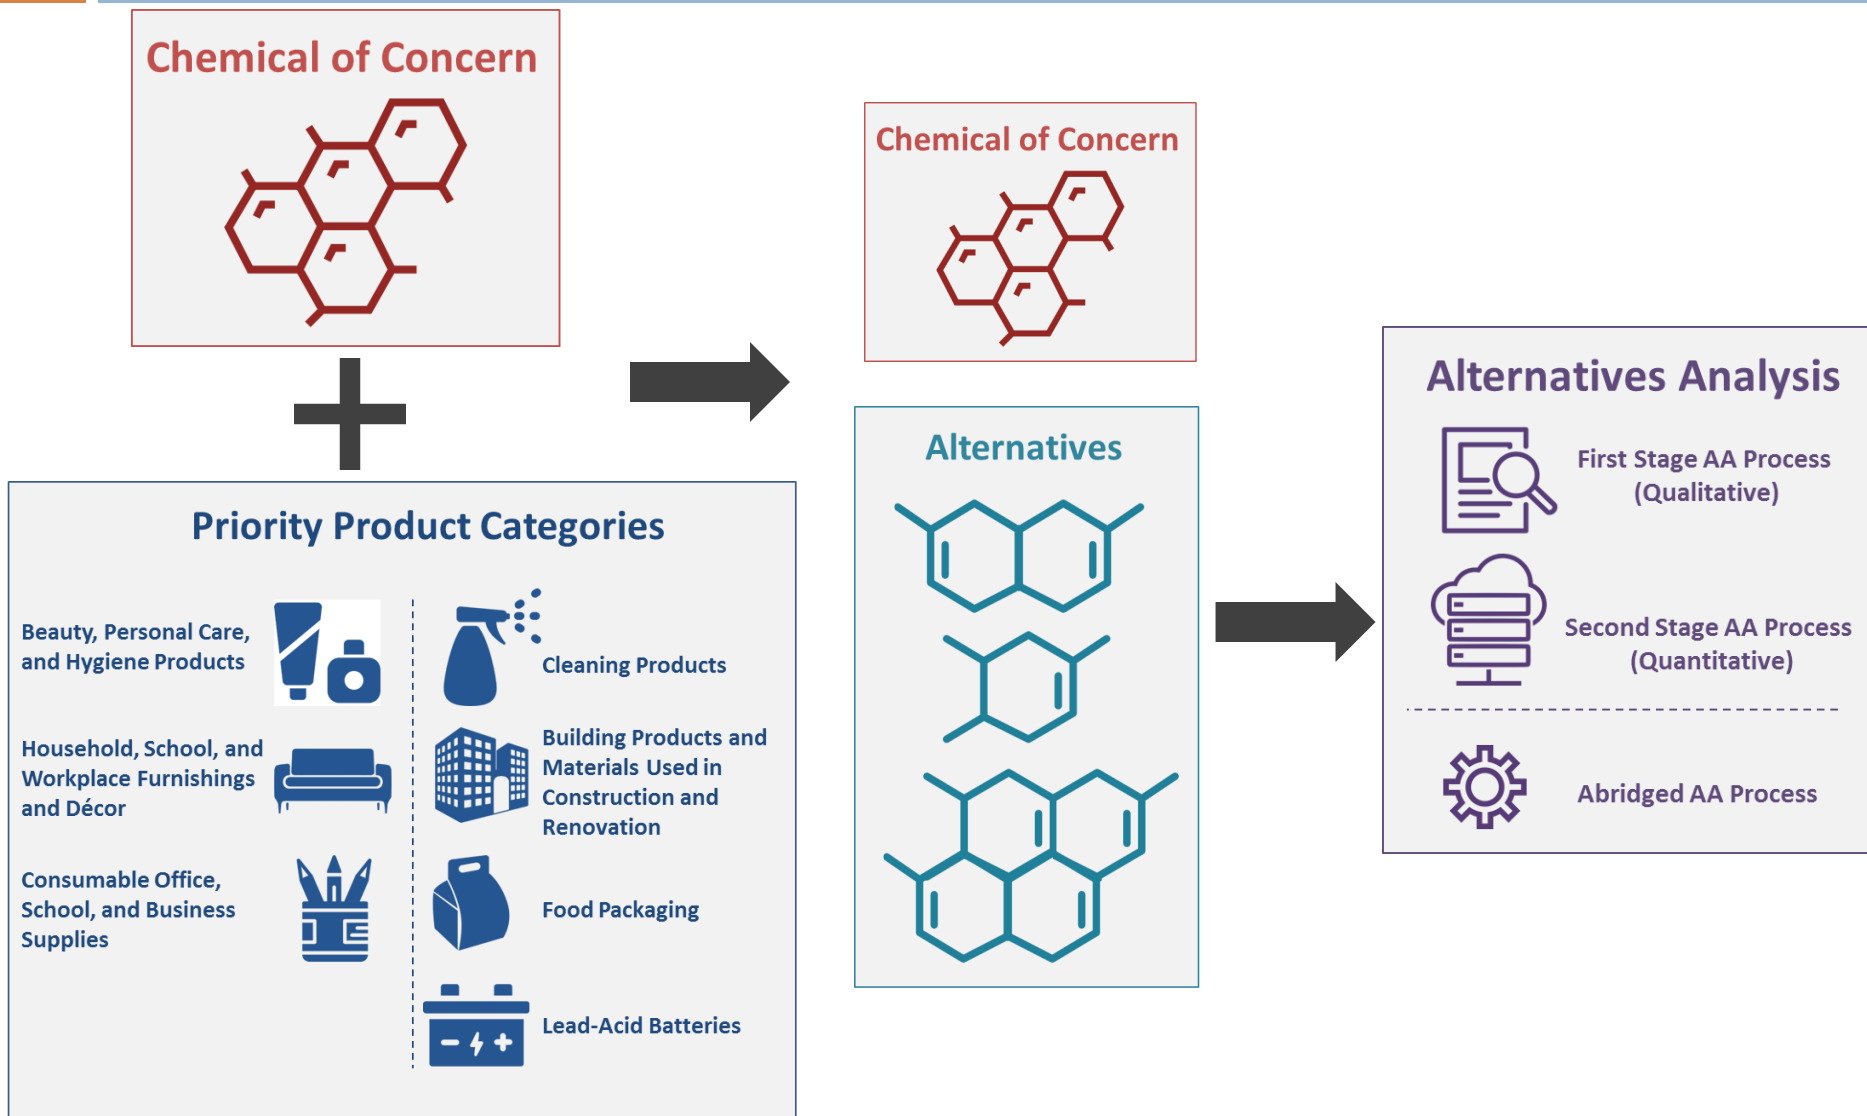 Chemical of Concern
Priority Product Categories
Beauty, Personal Care,
and Hygiene Products
Household, School, and
Workplace Furnishings
and Décor
Consumable Office,
School, and Business
Supplies
Cleaning Products
Building Products and
Materials Used in
Construction and
Renovation
Food Packaging
Lead-Acid Batteries
Chemical of Concern
Alternatives
Alternatives Analysis
First Stage AA Process
(Qualitative)
Second Stage AA Process
(Quantitative)
Abridged AA Process